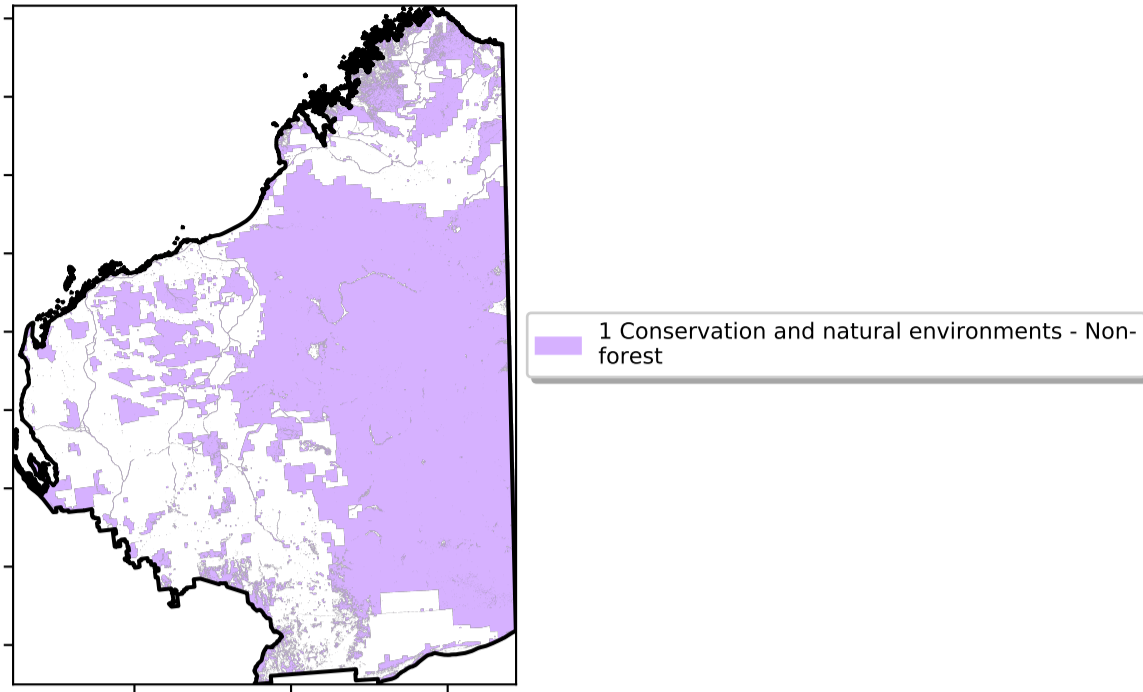 1 Conservation and natural environments - Non-
forest